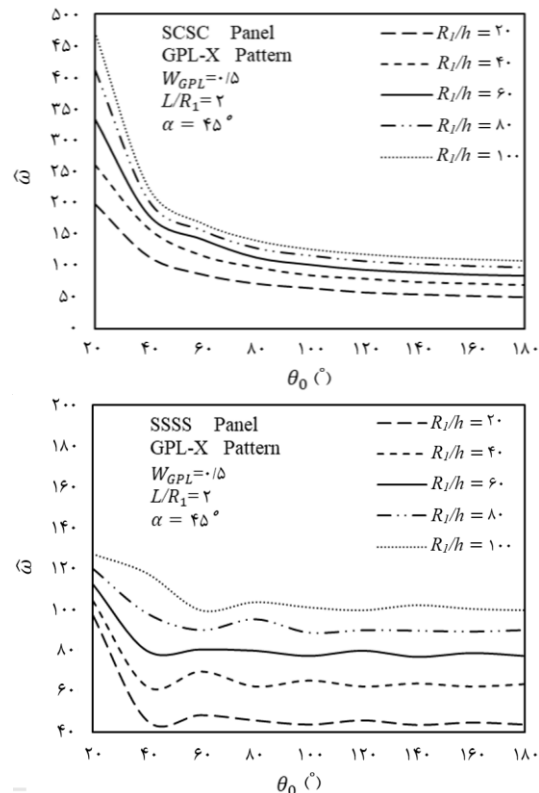 SCSC Panel
GPL-X Pattern
W_GPL=۰/۵
L/R₁= ۲
α = ۴۵°
R₁/h = ۲۰
R₁/h = ۴۰
R₁/h = ۶۰
R₁/h = ۸۰
R₁/h = ۱۰۰
۵۰۰
۴۵۰
۴۰۰
۳۵۰
۳۰۰
۲۵۰
۲۰۰
۱۵۰
۱۰۰
۵۰
۰
ω̂
۲۰ ۴۰ ۶۰ ۸۰ ۱۰۰ ۱۲۰ ۱۴۰ ۱۶۰ ۱۸۰
θ₀ (°)
SSSS Panel
GPL-X Pattern
W_GPL=۰/۵
L/R₁= ۲
α = ۴۵°
R₁/h = ۲۰
R₁/h = ۴۰
R₁/h = ۶۰
R₁/h = ۸۰
R₁/h = ۱۰۰
۲۰۰
۱۸۰
۱۶۰
۱۴۰
۱۲۰
۱۰۰
۸۰
۶۰
۴۰
ω̂
۲۰ ۴۰ ۶۰ ۸۰ ۱۰۰ ۱۲۰ ۱۴۰ ۱۶۰ ۱۸۰
θ₀ (°)